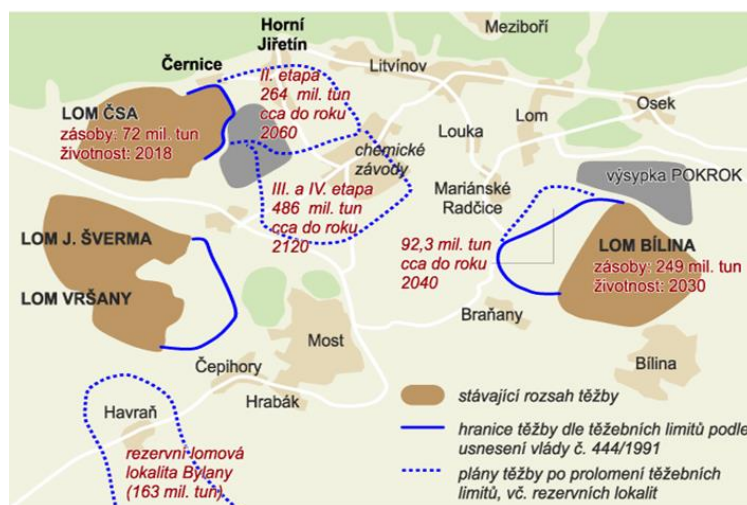 Meziboří
Horní
Jiřetín
Černice
Litvínov
II. etapa
264 mil. tun
cca do roku
2060
LOM ČSA
zásoby: 72 mil. tun
životnost: 2018
Osek
Lom
Louka
chemické
závody
Mariánské
Radčice
výsypka POKROK
III. a IV. etapa
486 mil. tun
cca do roku
2120
LOM J. ŠVERMA
LOM VRŠANY
92,3 mil. tun
cca do roku
2040
LOM BÍLINA
zásoby: 249 mil tun
životnost: 2030
Braňany
Most
Bílina
Čepihory
Hrabák
Havraň
rezervní lomová
lokalita Bylany
(163 mil. tun)
stávající rozsah těžby
hranice těžby dle těžebních limitů podle
usnesení vlády č. 444/1991
plány těžby po prolomení těžebních
limitů, vč. rezervních lokalit